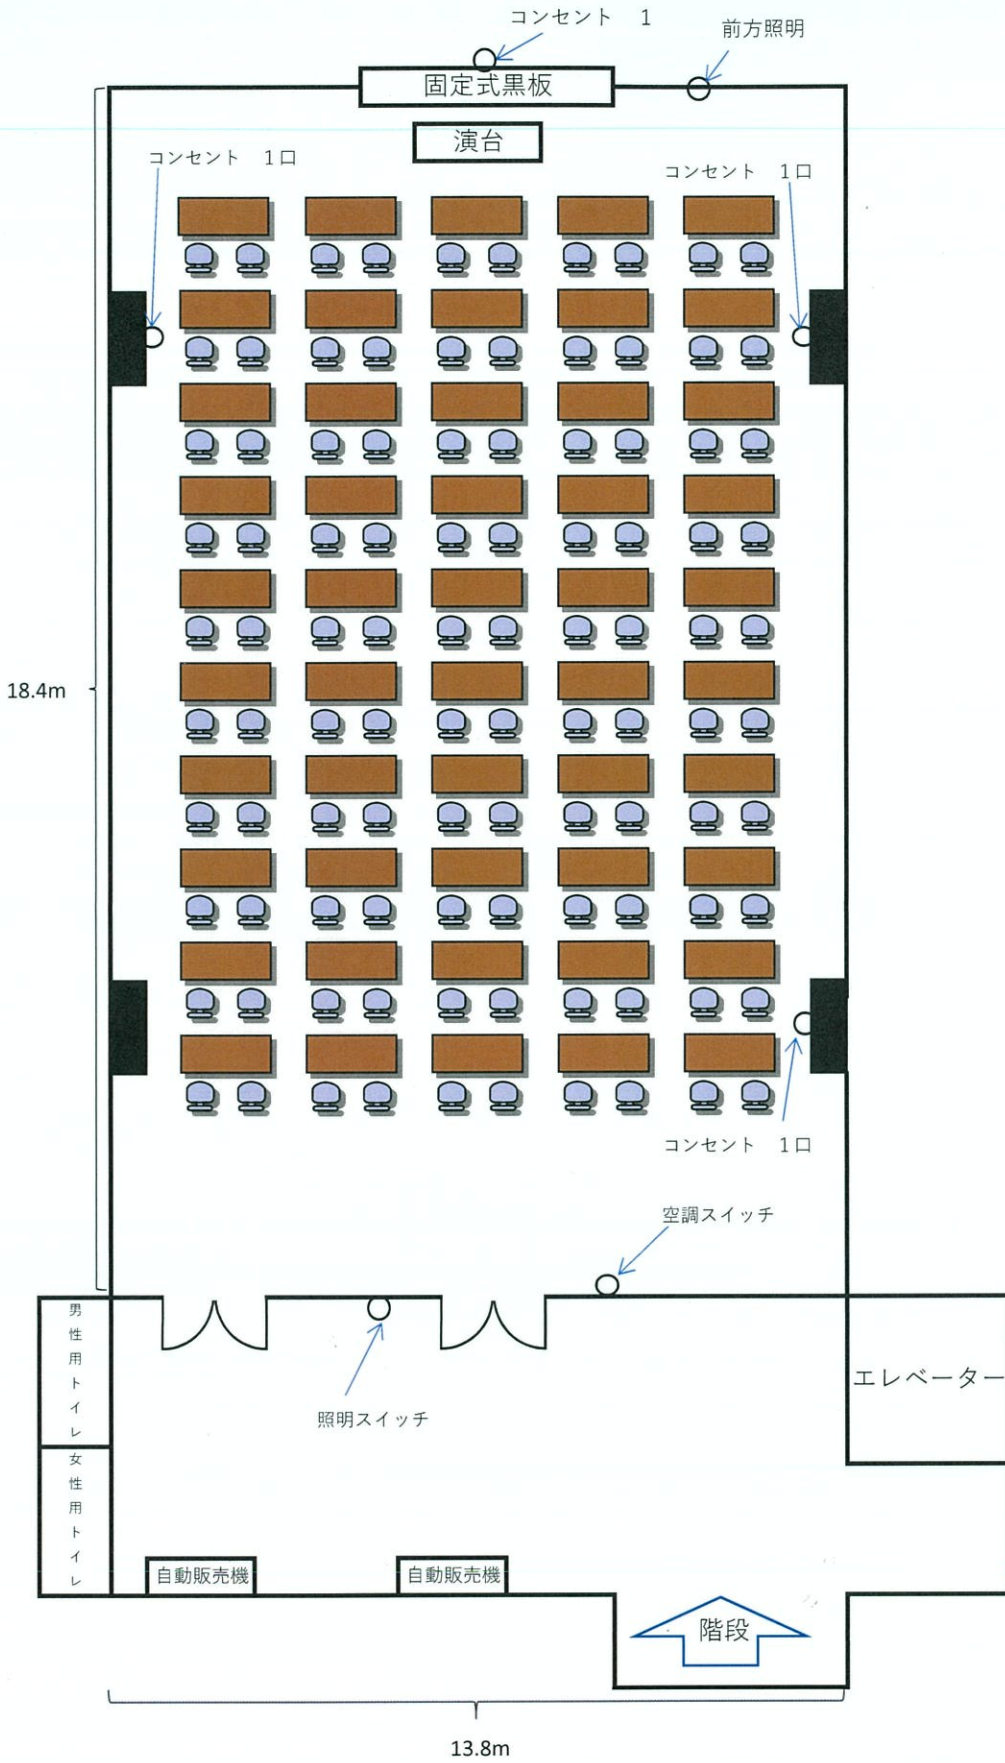 コンセント　1
前方照明
固定式黒板
演台
コンセント　1口
コンセント　1口
18.4m
コンセント　1口
空調スイッチ
照明スイッチ
男性用トイレ
エレベーター
女性用トイレ
自動販売機
自動販売機
階段
13.8m